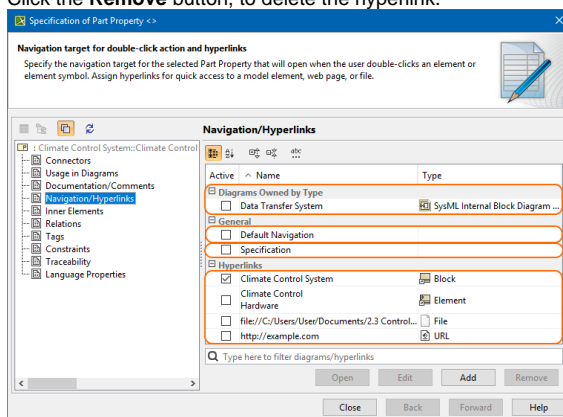 Click the Remove button, to delete the hyperlink.
Specification of Part Property <>
Navigation target for double-click action and hyperlinks
Specify the navigation target for the selected Part Property that will open when the user double-clicks an element or
element symbol. Assign hyperlinks for quick access to a model element, web page, or file.
Navigation/Hyperlinks
: Climate Control System::Climate Control
Connectors
Usage in Diagrams
Documentation/Comments
Navigation/Hyperlinks
Inner Elements
Relations
Tags
Constraints
Traceability
Language Properties
Active Name Type
Diagrams Owned by Type
Data Transfer System SysML Internal Block Diagram ...
General
Default Navigation
Specification
Hyperlinks
Climate Control System Block
Climate Control
Hardware Element
file://C:/Users/User/Documents/2.3 Control... File
http://example.com URL
Type here to filter diagrams/hyperlinks
Open Edit Add Remove
Close Back Forward Help